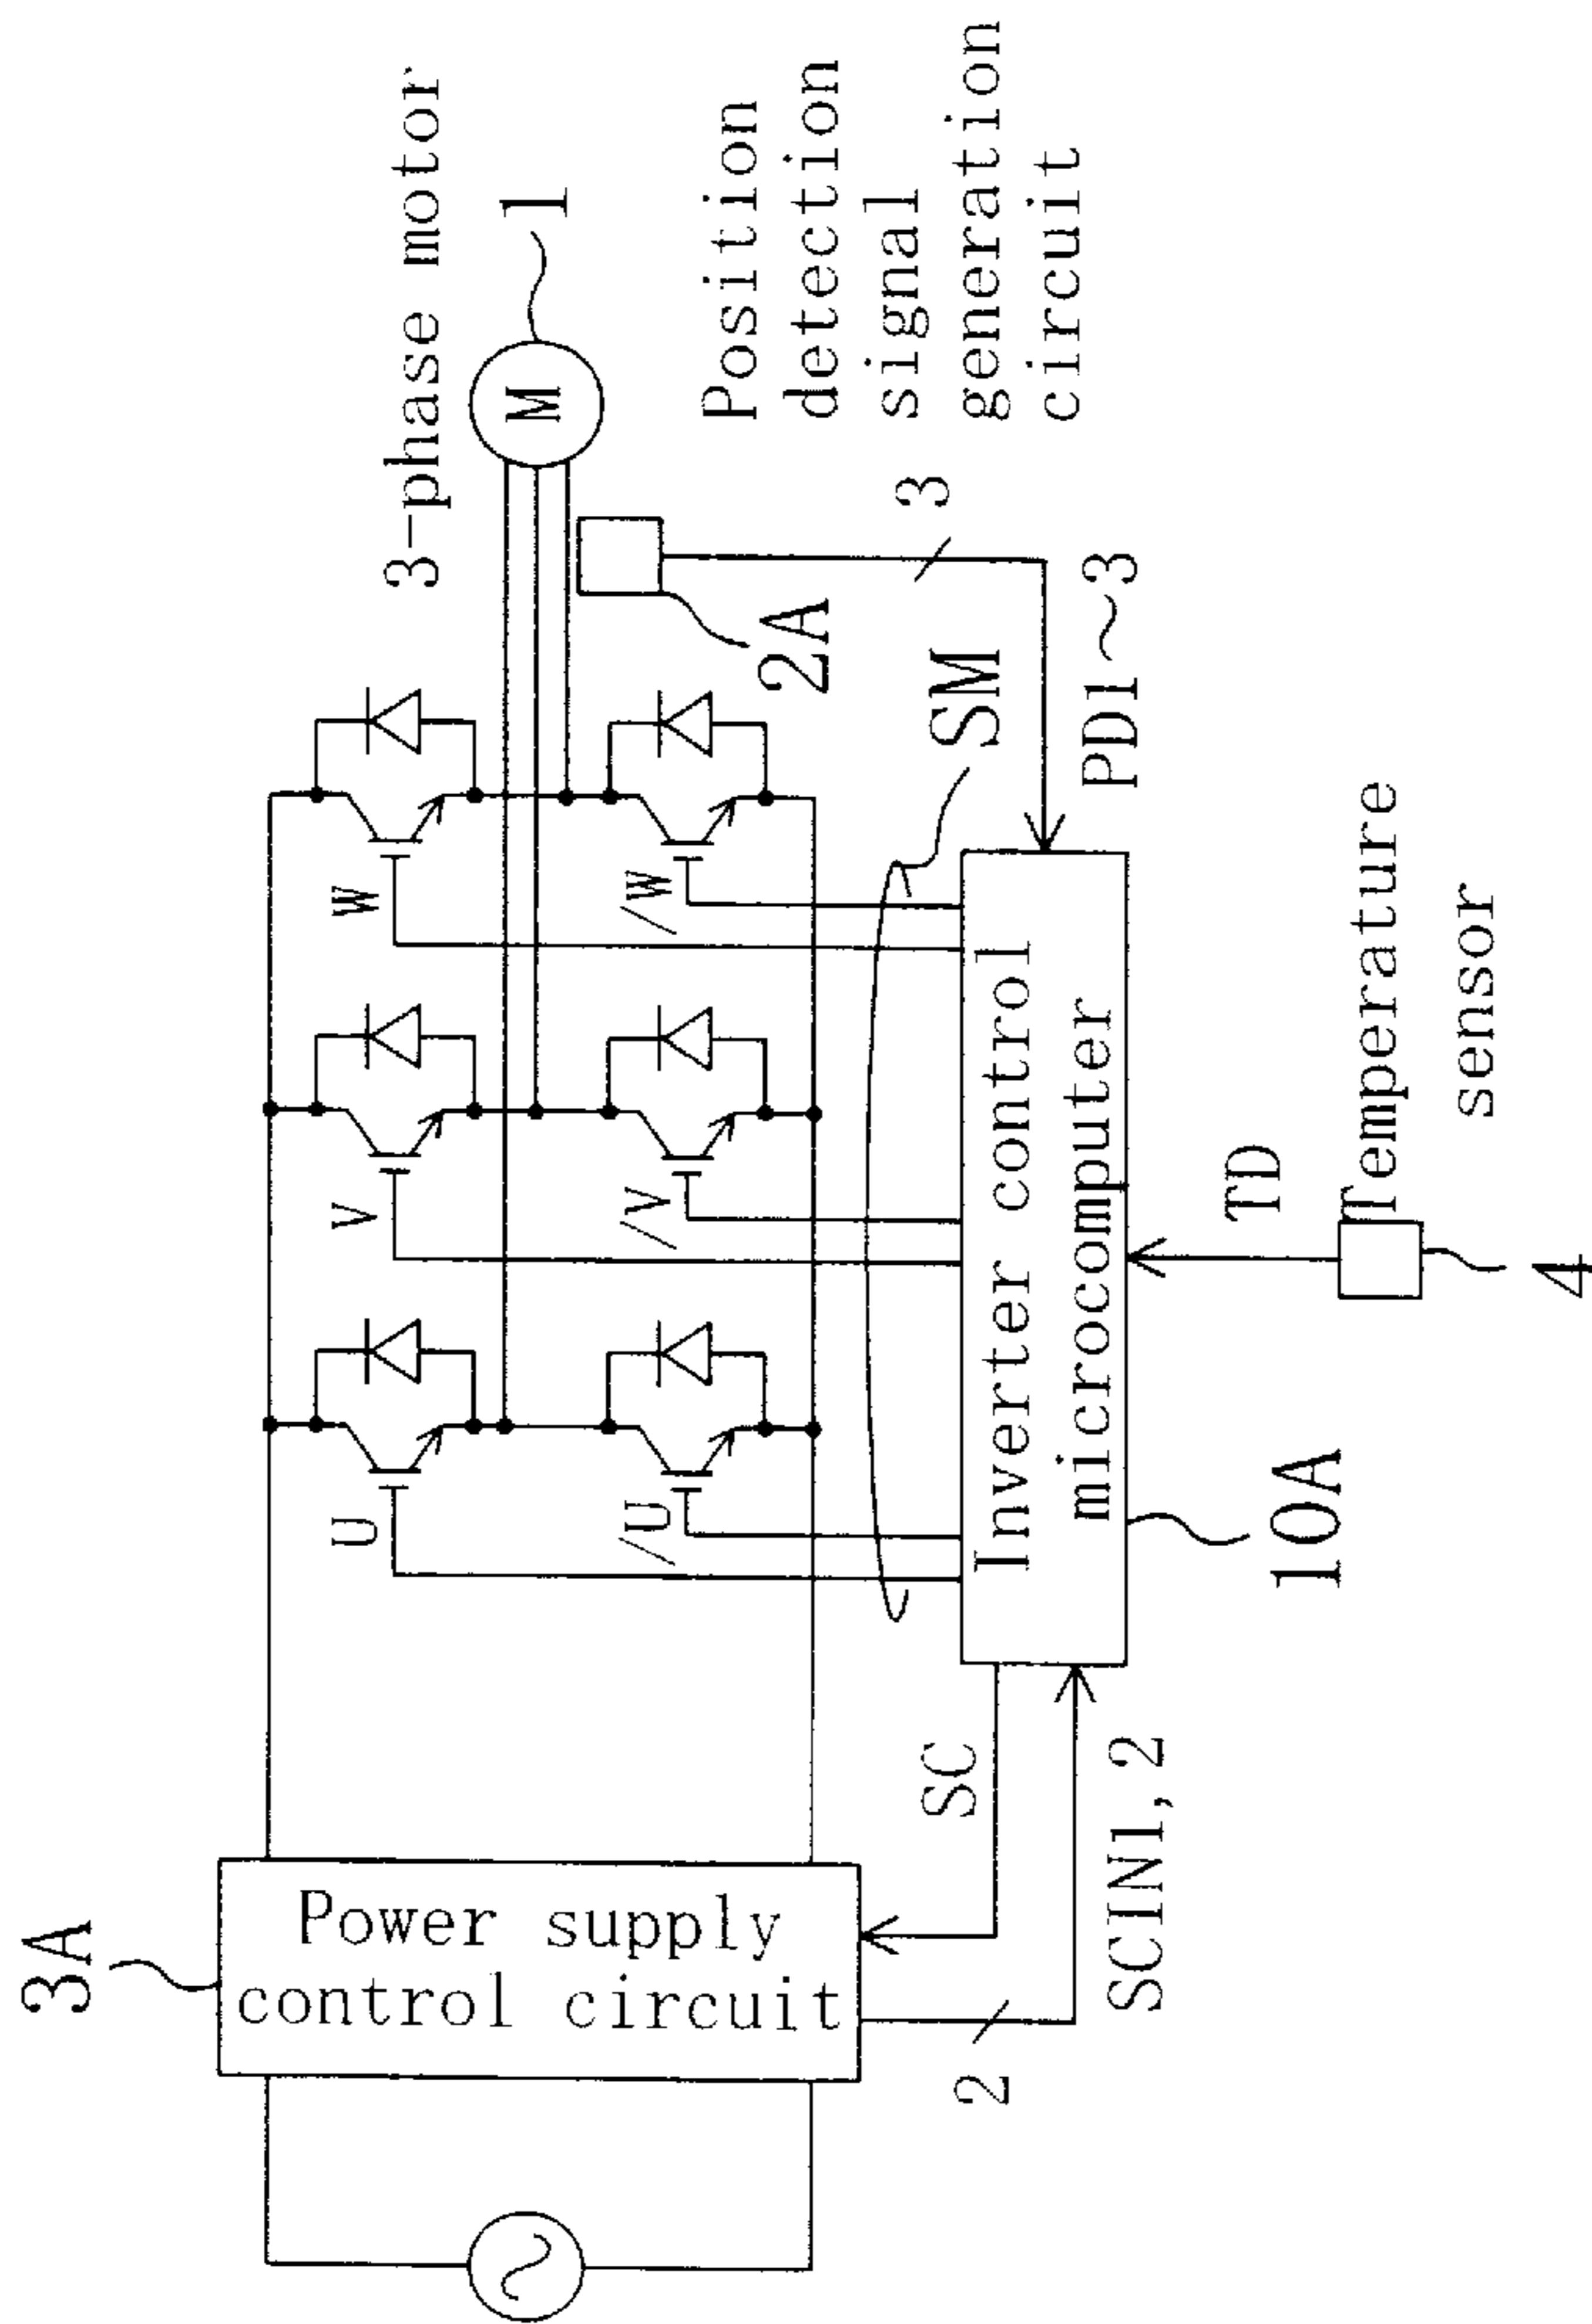 3A
Power supply
control circuit
2
SC
SCIN1, 2
U
/U
V
/V
W
/W
SM
3-phase motor
M
1
2A
Position
detection
signal
generation
circuit
3
PD1～3
Inverter control
microcomputer
10A
TD
Temperature
sensor
4